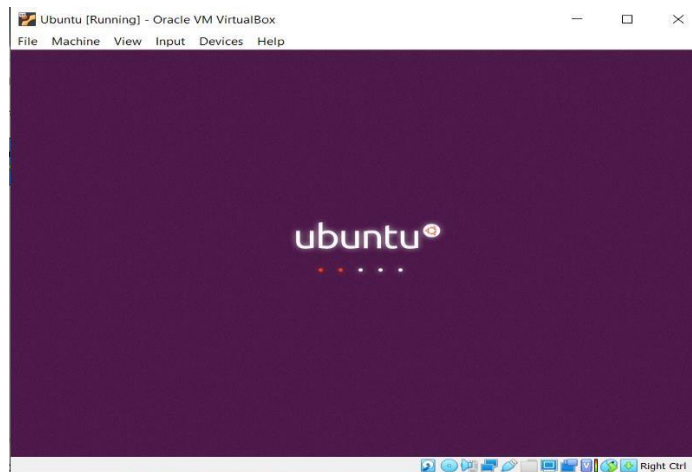 Ubuntu [Running] - Oracle VM VirtualBox
File Machine View Input Devices Help
ubuntu
Right Ctrl